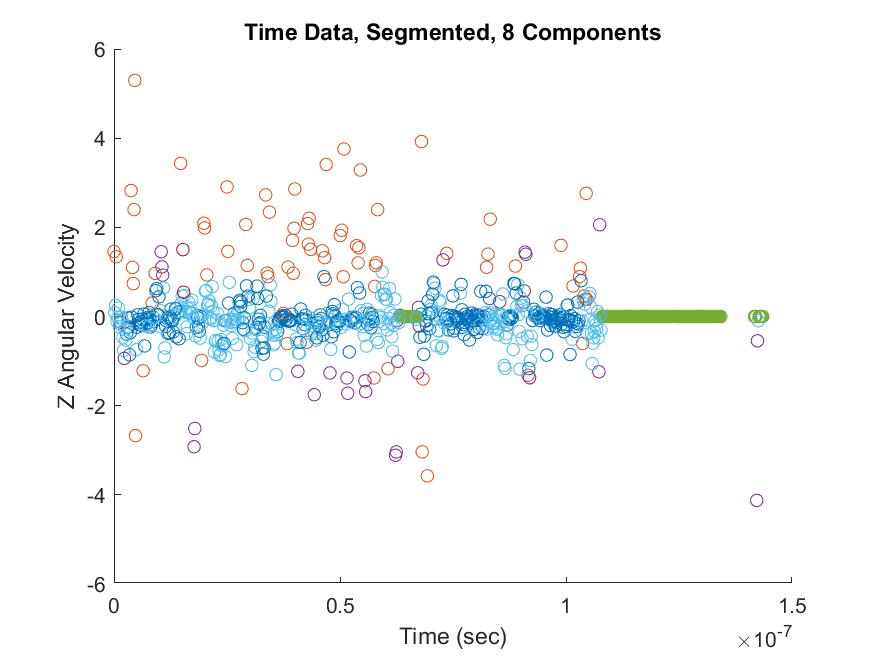 Time Data, Segmented, 8 Components
6
4
2
0
-2
-4
-6
Z Angular Velocity
0 0.5 1 1.5
Time (sec)
×10⁻⁷